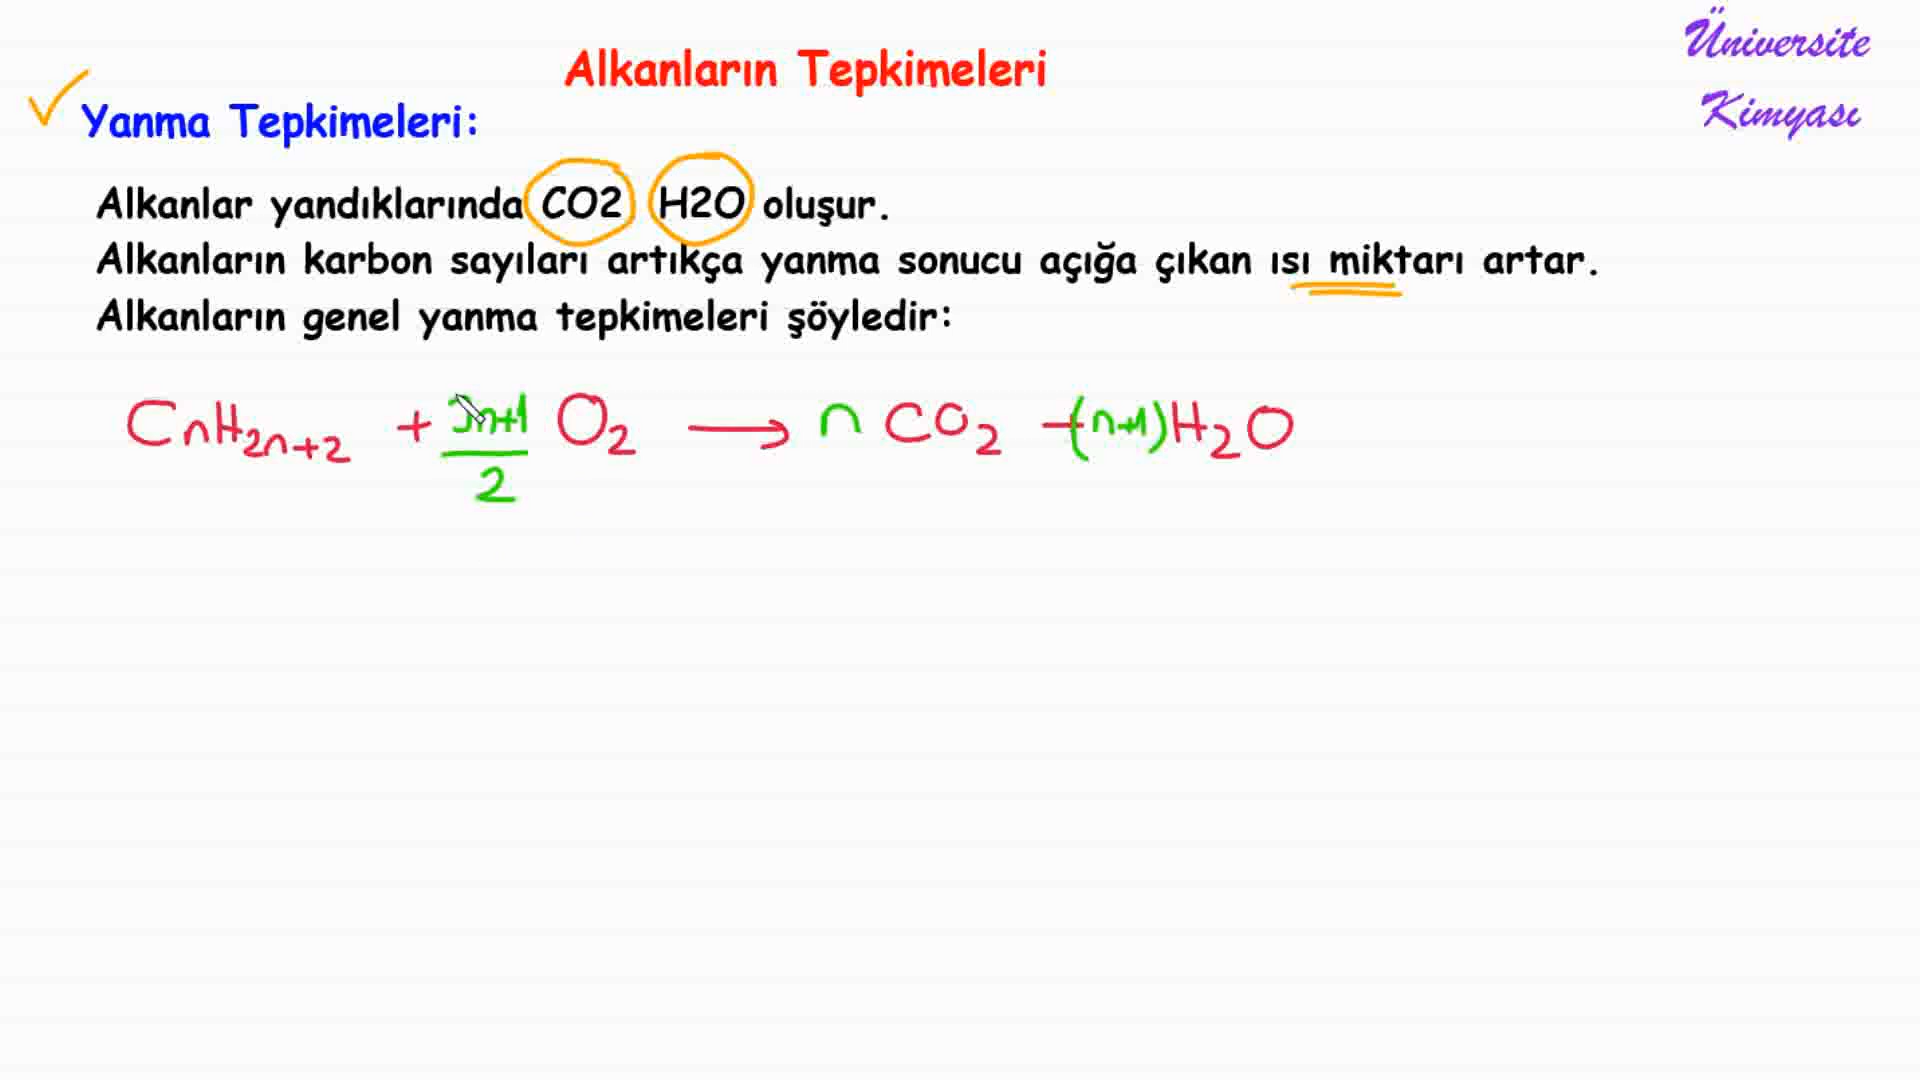 Alkanların Tepkimeleri
Üniversite
Kimyası
Yanma Tepkimeleri:
Alkanlar yandıklarında CO2 H2O oluşur.
Alkanların karbon sayıları artıkça yanma sonucu açığa çıkan ısı miktarı artar.
Alkanların genel yanma tepkimeleri şöyledir:
CnH2n+2 + 3n+1/2 O2 → n CO2 + (n+1) H2O